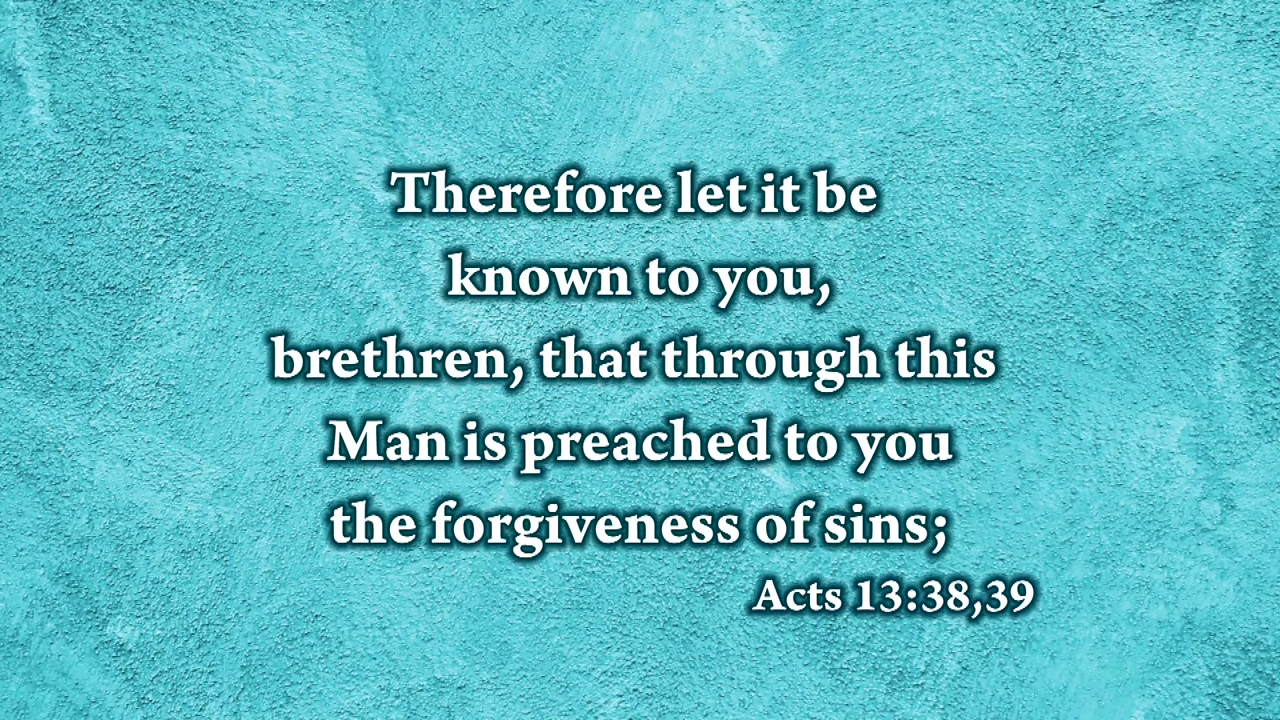 Therefore let it be
known to you,
brethren, that through this
Man is preached to you
the forgiveness of sins;
Acts 13:38,39